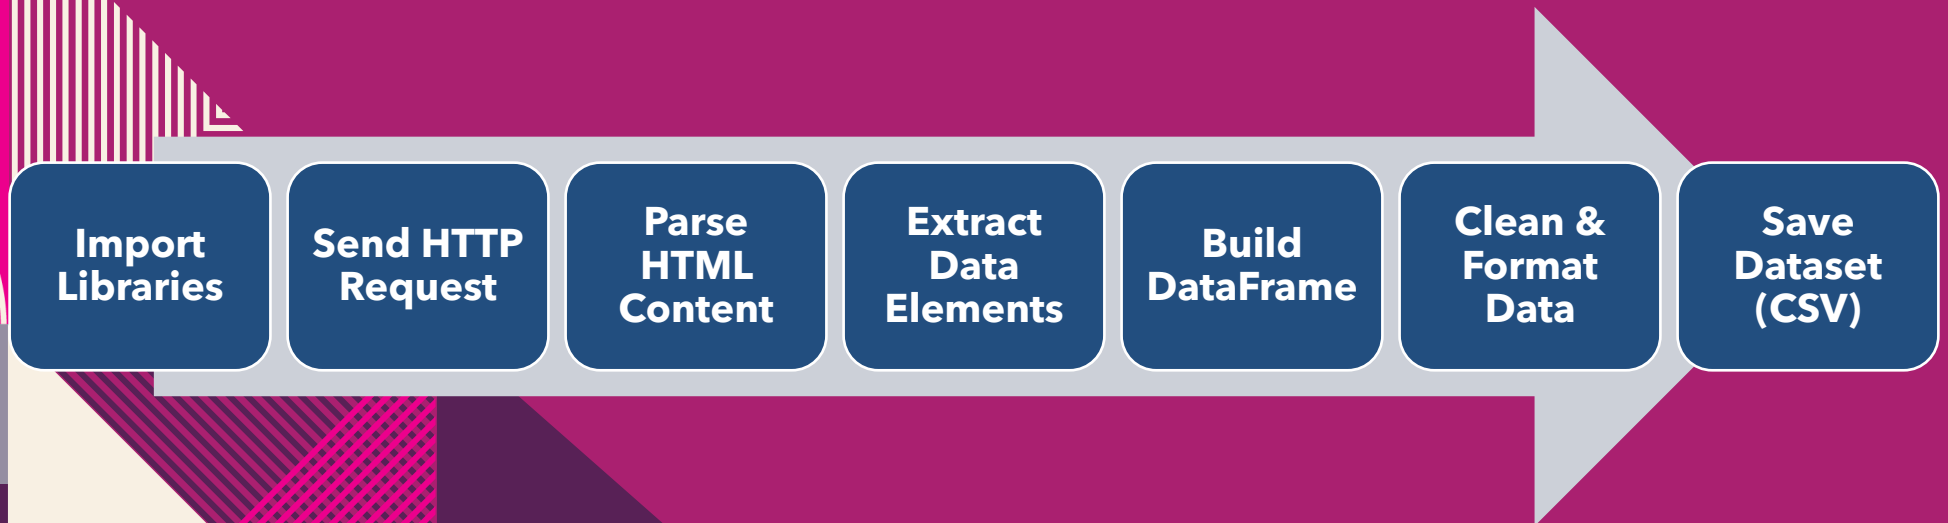 Import
Libraries
Send HTTP
Request
Parse
HTML
Content
Extract
Data
Elements
Build
DataFrame
Clean &
Format
Data
Save
Dataset
(CSV)